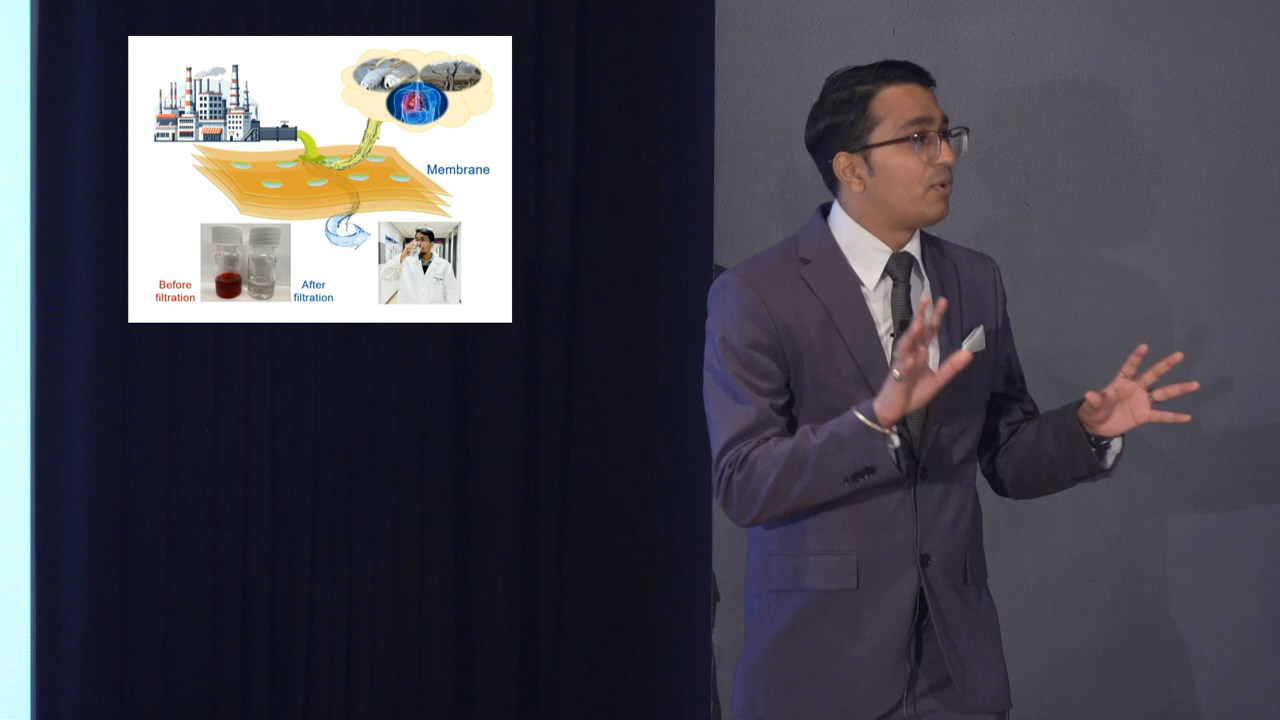 Membrane
Before
filtration
After
filtration